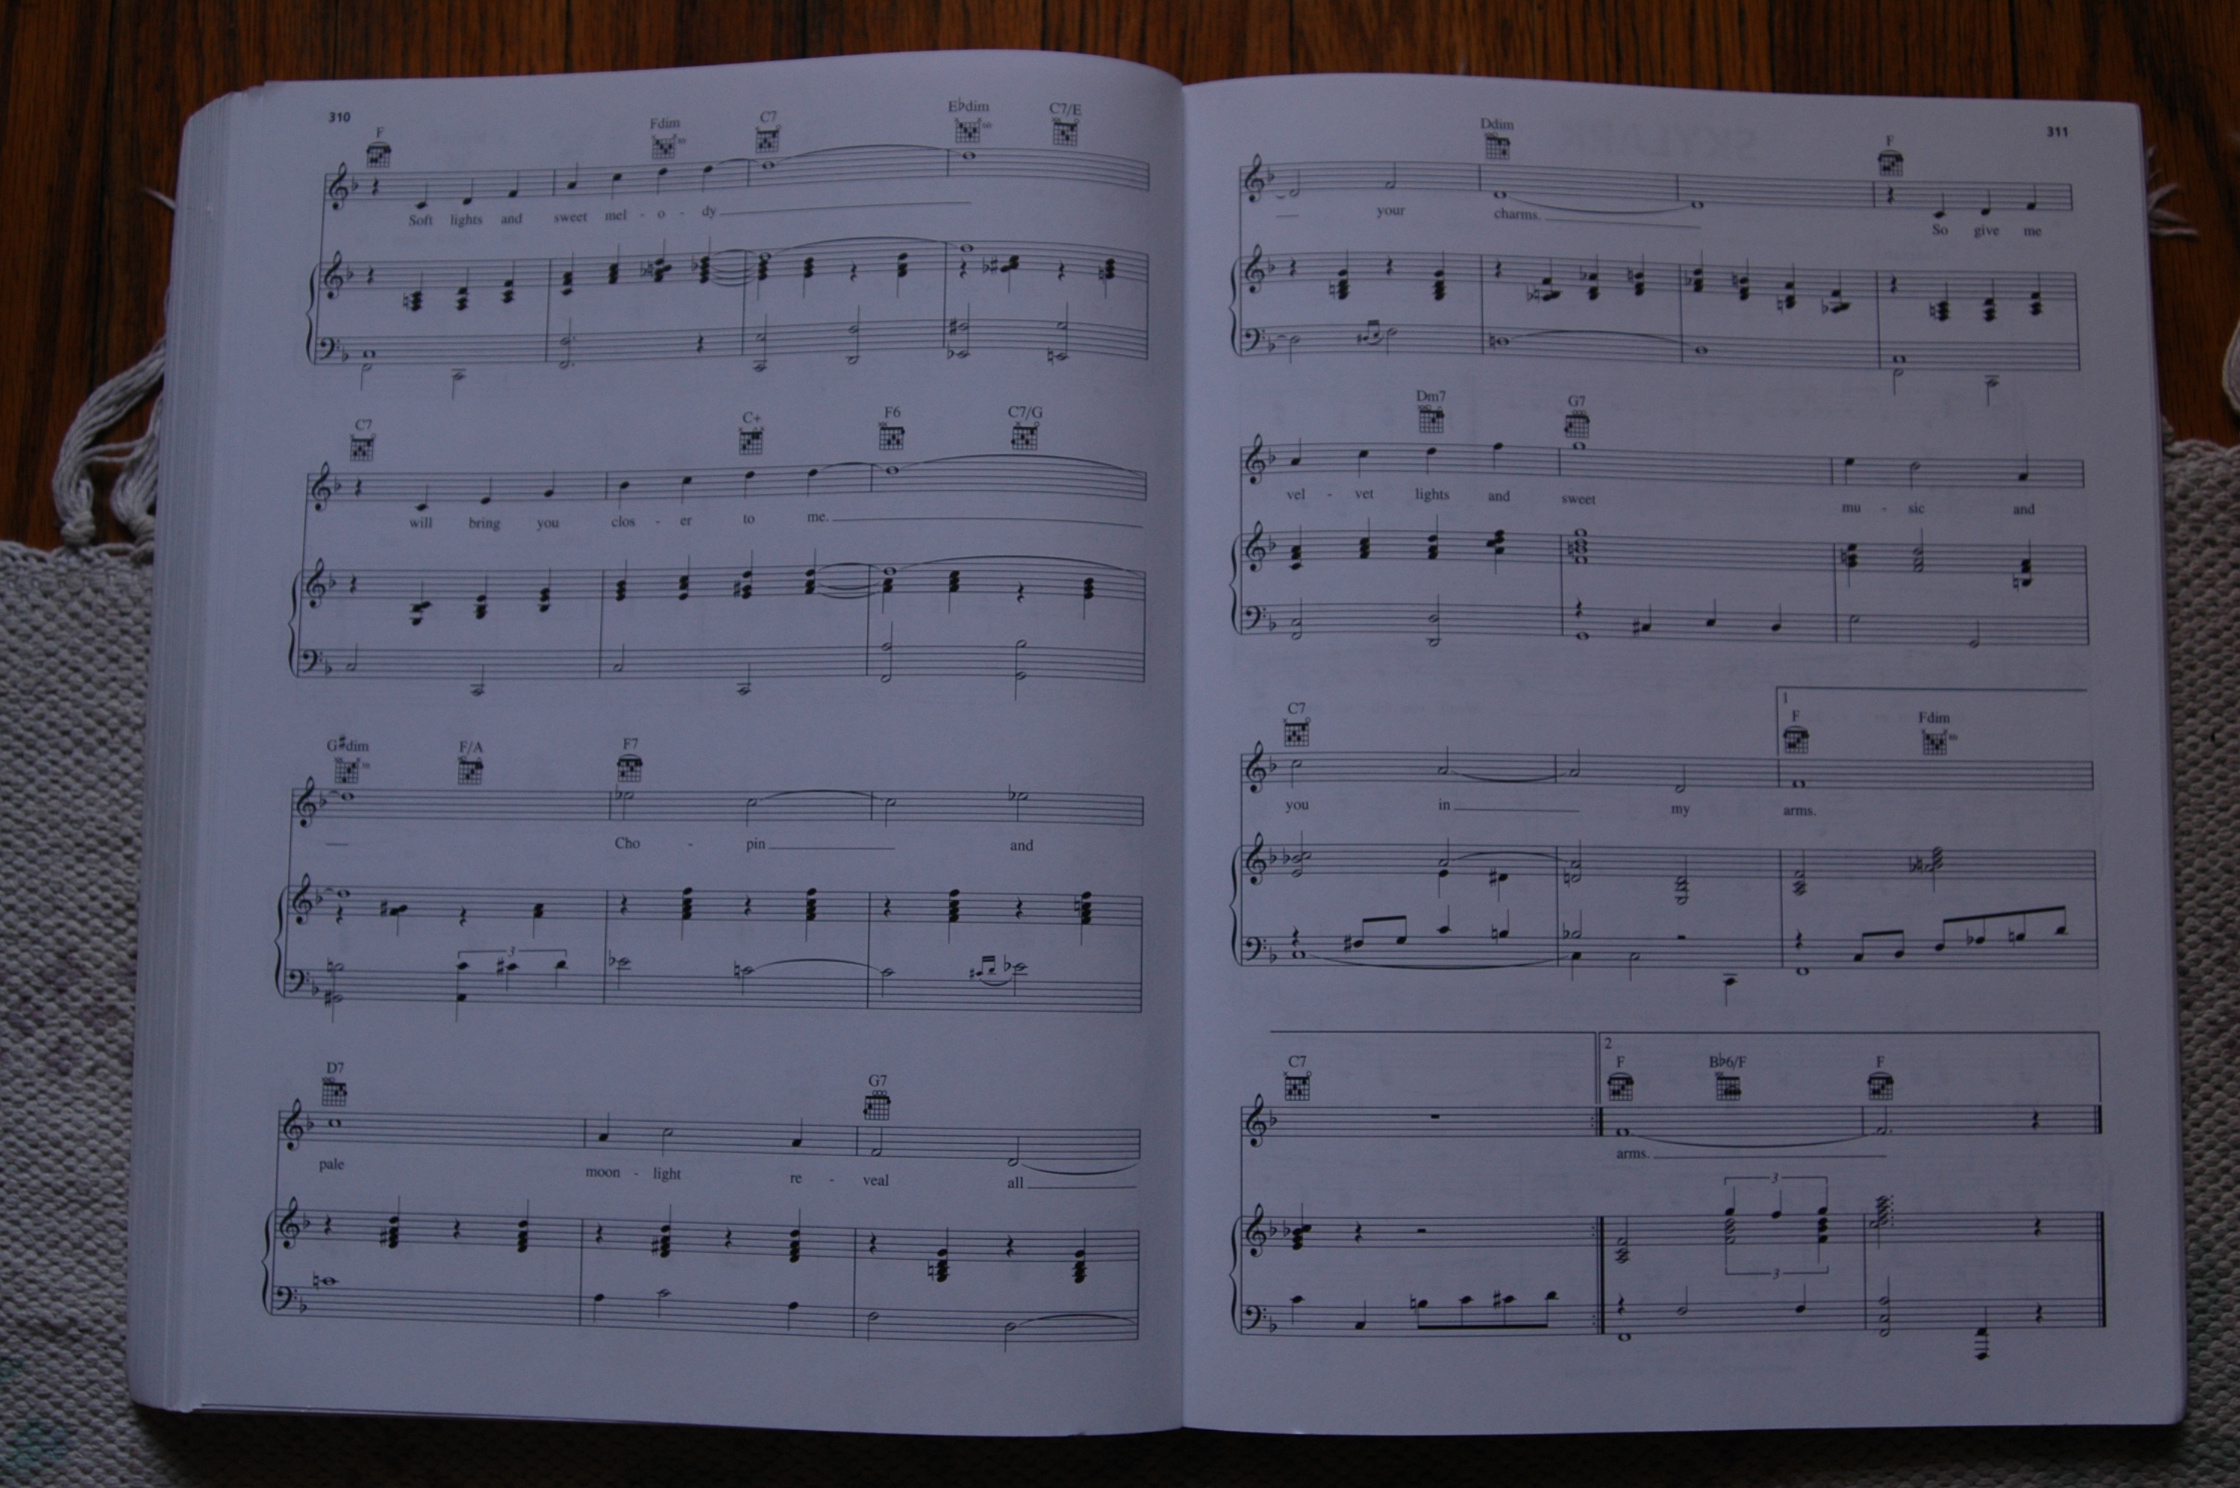 310
F Fdim C7 E♭dim C7/E
Soft lights and sweet mel - o - dy
C7 C+ F6 C7/G
will bring you clos - er to me.
G#dim F/A F7
3
Cho - pin and
D7 G7
pale moon - light re - veal all
311
Ddim F
your charms. So give me
Dm7 G7
vel - vet lights and sweet mu - sic and
1
C7 F Fdim
you in my arms.
2
C7 F B♭6/F F
arms.
3
3